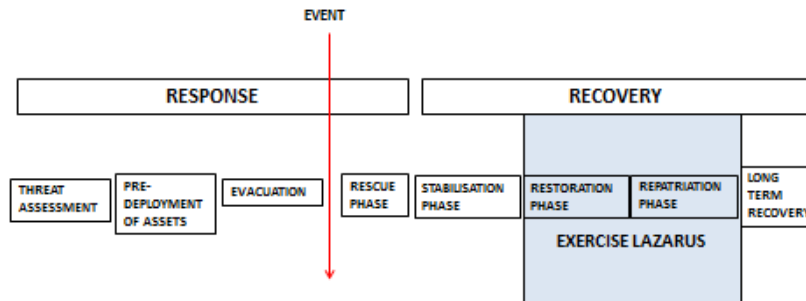 EVENT
RESPONSE
RECOVERY
THREAT
ASSESSMENT
PRE-
DEPLOYMENT
OF ASSETS
EVACUATION
RESCUE
PHASE
STABILISATION
PHASE
RESTORATION
PHASE
REPATRIATION
PHASE
LONG
TERM
RECOVERY
EXERCISE LAZARUS